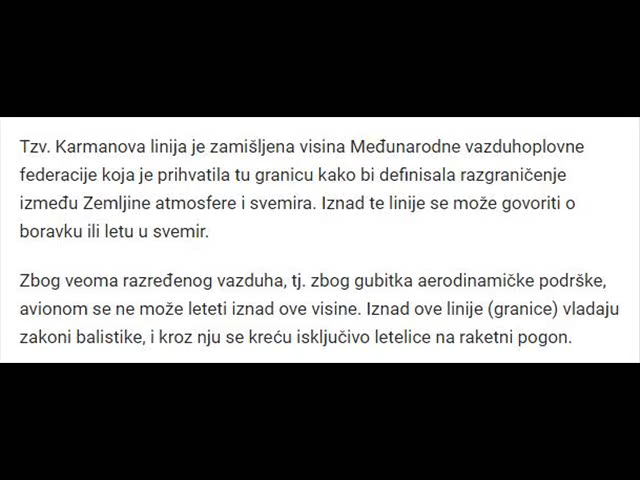 Tzv. Karmanova linija je zamišljena visina Međunarodne vazduhoplovne
federacije koja je prihvatila tu granicu kako bi definisala razgraničenje
između Zemljine atmosfere i svemira. Iznad te linije se može govoriti o
boravku ili letu u svemir.
Zbog veoma razređenog vazduha, tj. zbog gubitka aerodinamičke podrške,
avionom se ne može leteti iznad ove visine. Iznad ove linije (granice) vladaju
zakoni balistike, i kroz nju se kreću isključivo letelice na raketni pogon.